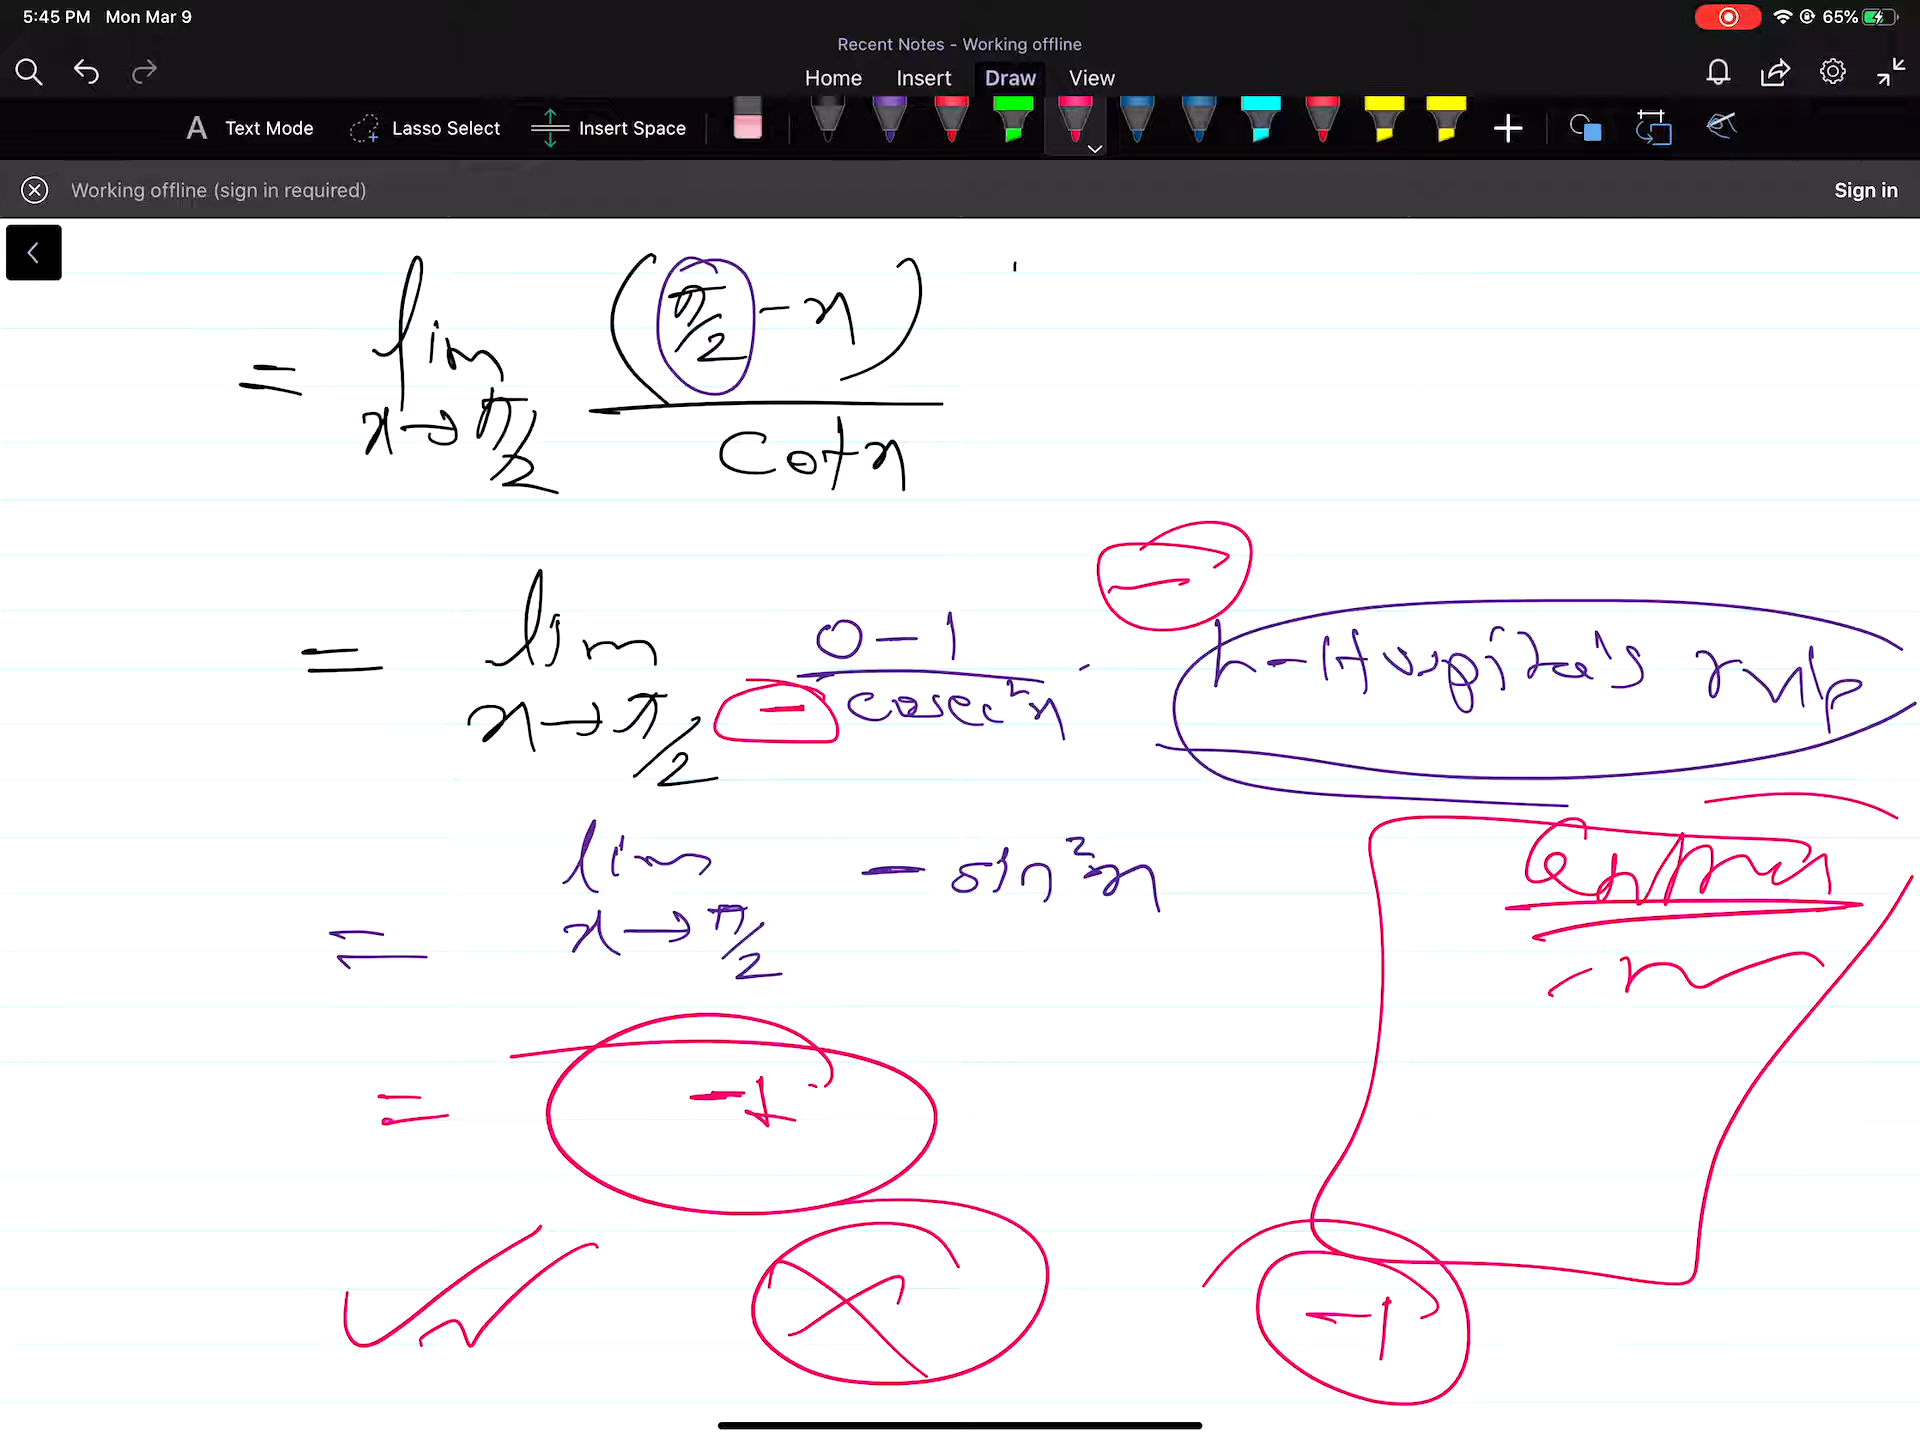 5:45 PM Mon Mar 9
65%
Recent Notes - Working offline
Home Insert Draw View
Text Mode Lasso Select Insert Space
Working offline (sign in required) Sign in
= lim x→π/2 (π/2 - x) / Cot x
= lim x→π/2 0 - 1 / - cosec²x
L-Hospital's rule
= lim x→π/2 - sin²x
= -1
-1